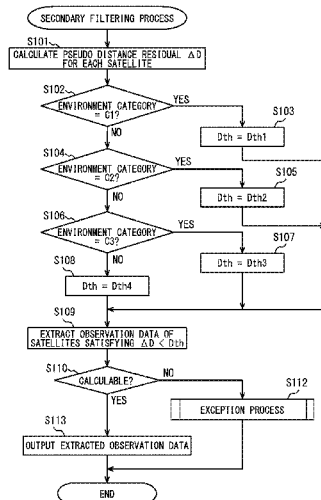 SECONDARY FILTERING PROCESS
S101
CALCULATE PSEUDO DISTANCE RESIDUAL ΔD
FOR EACH SATELLITE
S102
ENVIRONMENT CATEGORY
= C1?
YES
S103
Dth = Dth1
NO
S104
ENVIRONMENT CATEGORY
= C2?
YES
S105
Dth = Dth2
NO
S106
ENVIRONMENT CATEGORY
= C3?
YES
S107
Dth = Dth3
NO
S108
Dth = Dth4
S109
EXTRACT OBSERVATION DATA OF
SATELLITES SATISFYING ΔD < Dth
S110
CALCULABLE?
NO
S112
EXCEPTION PROCESS
YES
S113
OUTPUT EXTRACTED OBSERVATION DATA
END